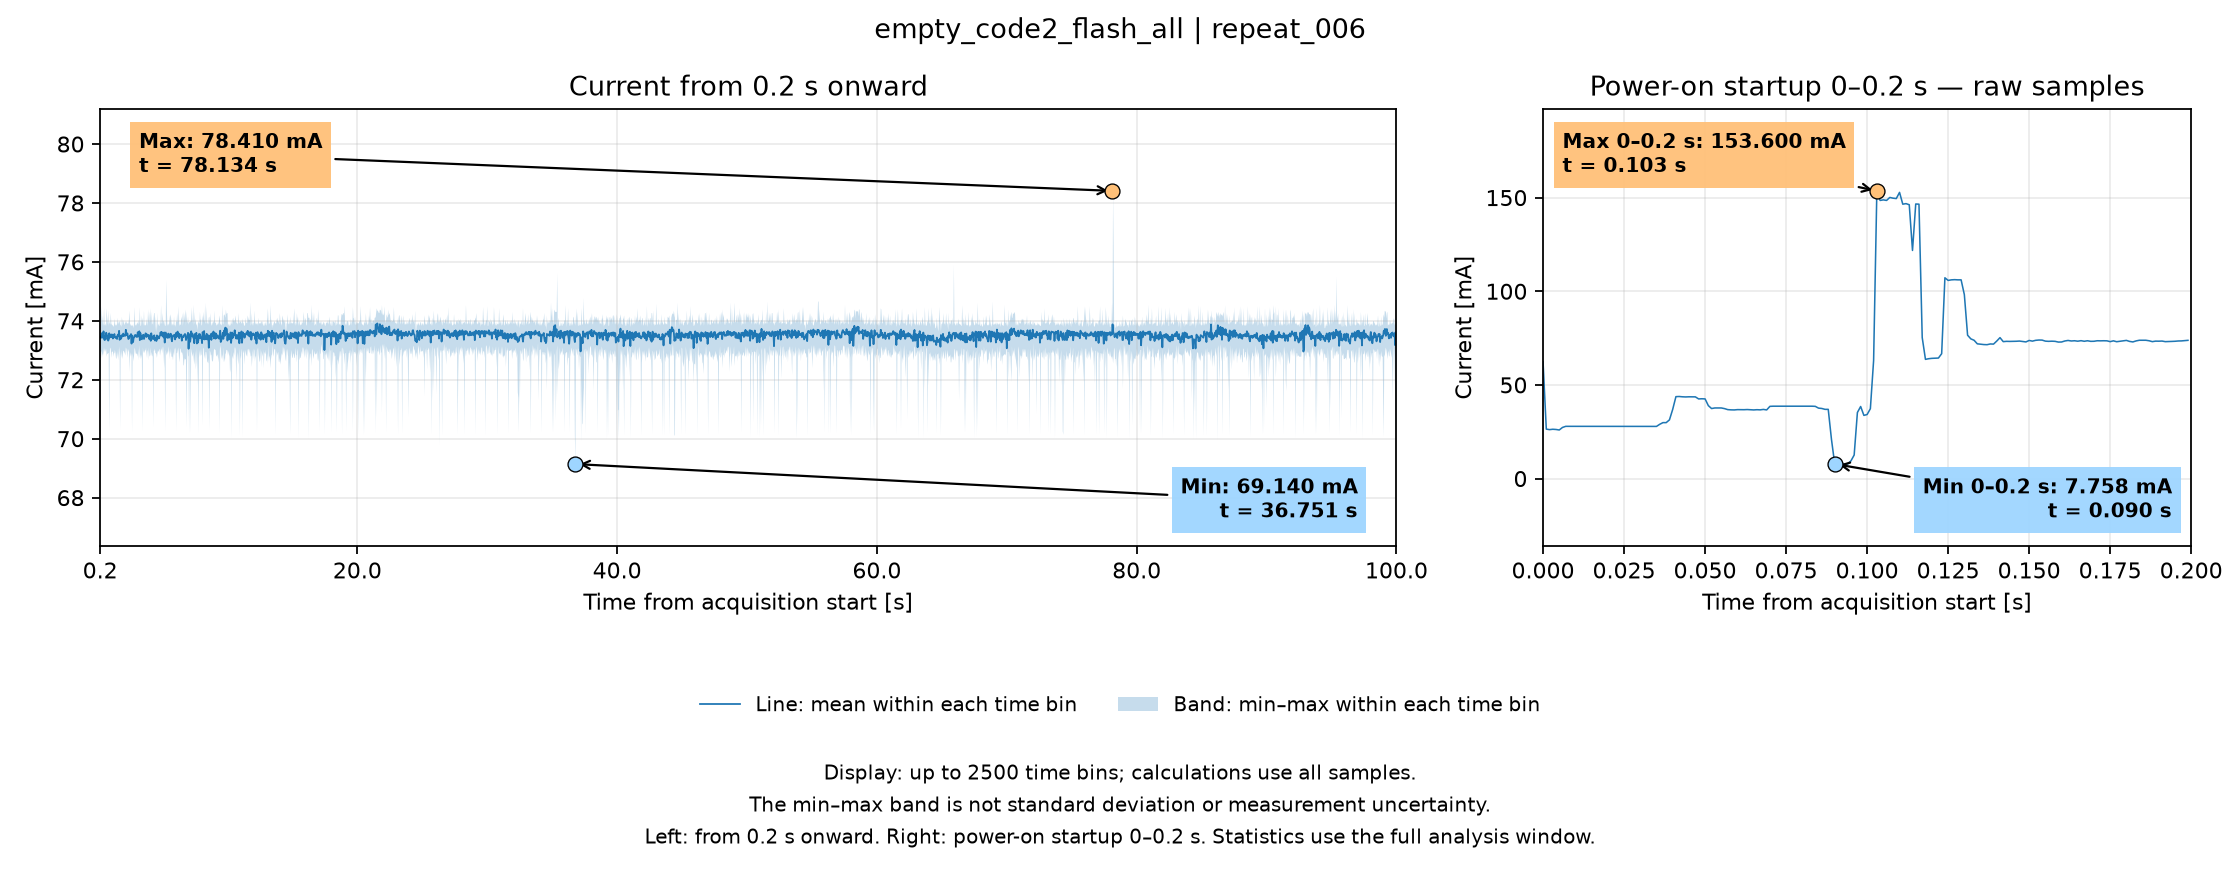 empty_code2_flash_all | repeat_006
Current from 0.2 s onward
Max: 78.410 mA
t = 78.134 s
Min: 69.140 mA
t = 36.751 s
Current [mA]
80
78
76
74
72
70
68
0.2
20.0
40.0
60.0
80.0
100.0
Time from acquisition start [s]
Power-on startup 0–0.2 s — raw samples
Max 0–0.2 s: 153.600 mA
t = 0.103 s
Min 0–0.2 s: 7.758 mA
t = 0.090 s
Current [mA]
150
100
50
0
0.000
0.025
0.050
0.075
0.100
0.125
0.150
0.175
0.200
Time from acquisition start [s]
Line: mean within each time bin
Band: min–max within each time bin
Display: up to 2500 time bins; calculations use all samples.
The min–max band is not standard deviation or measurement uncertainty.
Left: from 0.2 s onward. Right: power-on startup 0–0.2 s. Statistics use the full analysis window.